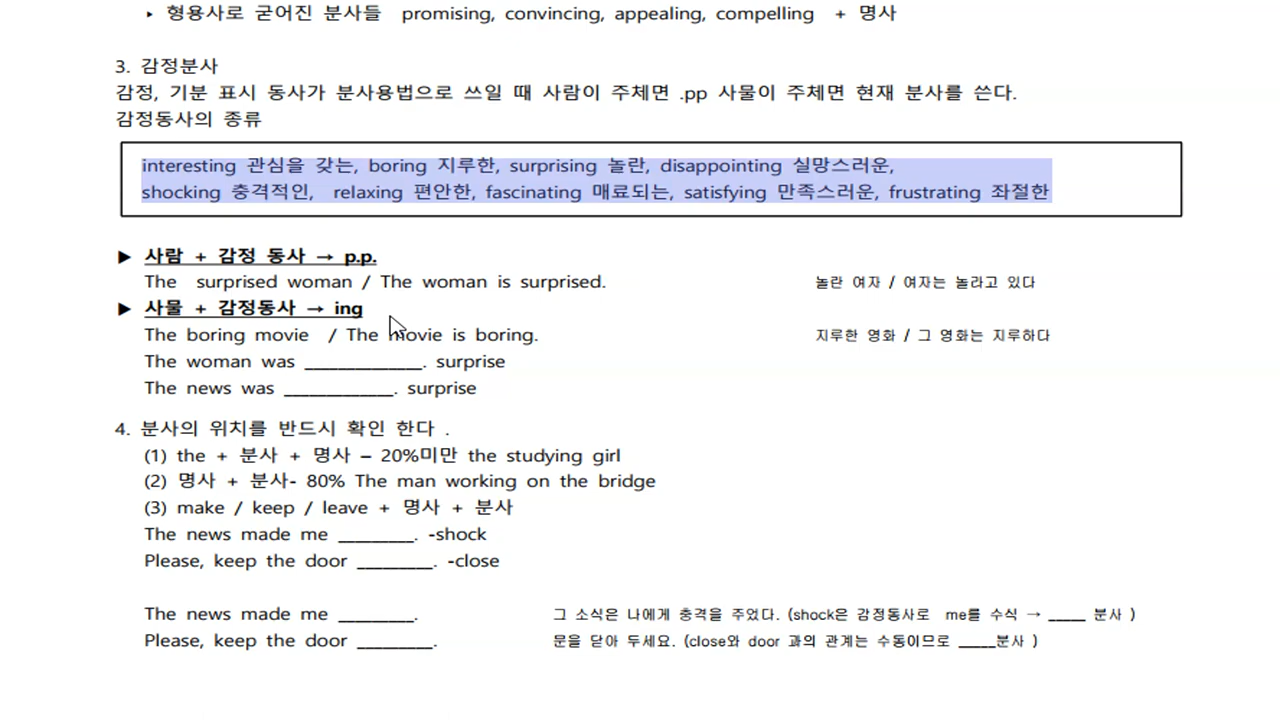 ▸ 형용사로 굳어진 분사들 promising, convincing, appealing, compelling + 명사
3. 감정분사
감정, 기분 표시 동사가 분사용법으로 쓰일 때 사람이 주체면 .pp 사물이 주체면 현재 분사를 쓴다.
감정동사의 종류
interesting 관심을 갖는, boring 지루한, surprising 놀란, disappointing 실망스러운,
shocking 충격적인, relaxing 편안한, fascinating 매료되는, satisfying 만족스러운, frustrating 좌절한
▶ 사람 + 감정 동사 → p.p.
The surprised woman / The woman is surprised. 놀란 여자 / 여자는 놀라고 있다
▶ 사물 + 감정동사 → ing
The boring movie / The movie is boring. 지루한 영화 / 그 영화는 지루하다
The woman was ______________. surprise
The news was _____________. surprise
4. 분사의 위치를 반드시 확인 한다 .
(1) the + 분사 + 명사 – 20%미만 the studying girl
(2) 명사 + 분사- 80% The man working on the bridge
(3) make / keep / leave + 명사 + 분사
The news made me _________. -shock
Please, keep the door _________. -close
The news made me _________. 그 소식은 나에게 충격을 주었다. (shock은 감정동사로 me를 수식 → _____ 분사 )
Please, keep the door _________. 문을 닫아 두세요. (close와 door 과의 관계는 수동이므로 _____분사 )